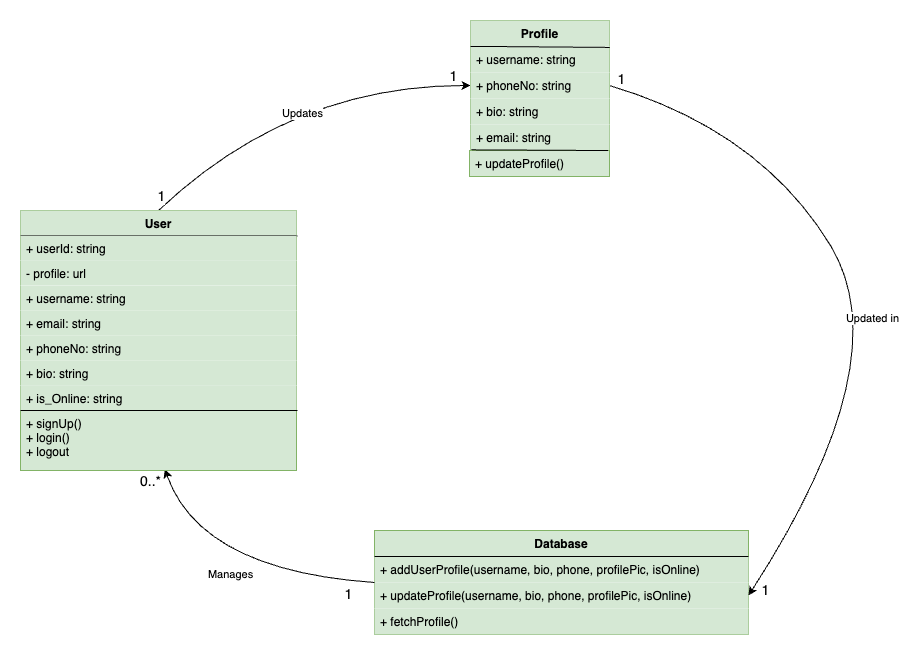 Profile
+ username: string
+ phoneNo: string
+ bio: string
+ email: string
+ updateProfile()
1
1
Updates
1
User
+ userId: string
- profile: url
+ username: string
+ email: string
+ phoneNo: string
+ bio: string
+ is_Online: string
+ signUp()
+ login()
+ logout
Updated in
0..*
Manages
1
Database
+ addUserProfile(username, bio, phone, profilePic, isOnline)
+ updateProfile(username, bio, phone, profilePic, isOnline)
+ fetchProfile()
1